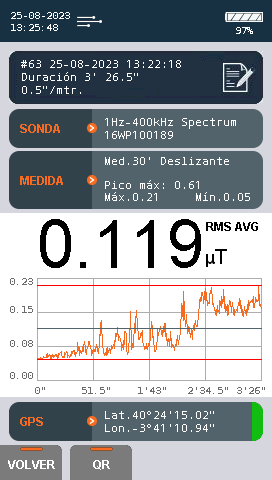 25-08-2023
13:25:48
97%
#63 25-08-2023 13:22:18
Duración 3' 26.5"
0.5"/mtr.
SONDA
1Hz-400kHz Spectrum
16WP100189
MEDIDA
Med.30' Deslizante
Pico máx: 0.61
Máx.0.21 Mín.0.05
0.119
RMS AVG
µT
0.23
0.15
0.08
0.00
0" 51.5" 1'43" 2'34.5" 3'26"
GPS
Lat.40°24'15.02"
Lon.-3°41'10.94"
VOLVER QR